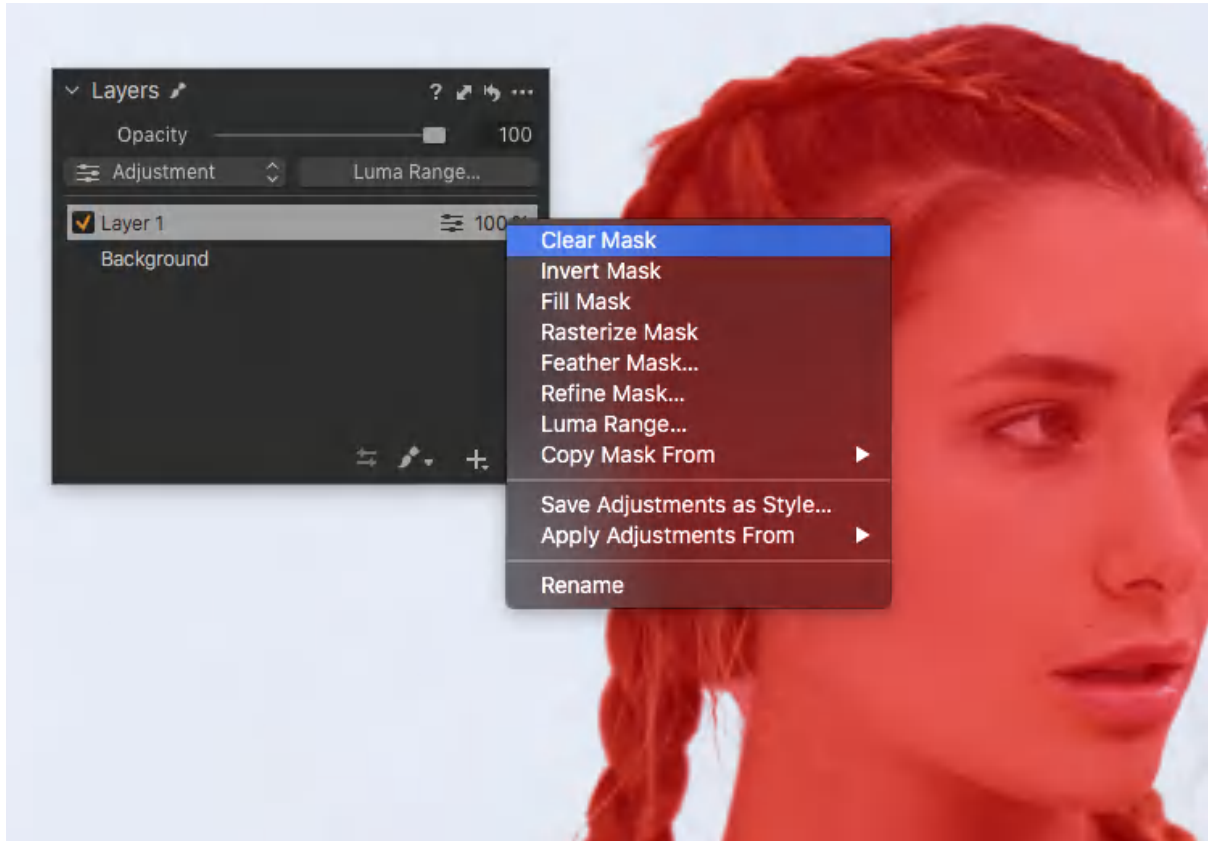 Layers
?
Opacity 100
Adjustment Luma Range...
Layer 1 100
Background
Clear Mask
Invert Mask
Fill Mask
Rasterize Mask
Feather Mask...
Refine Mask...
Luma Range...
Copy Mask From
Save Adjustments as Style...
Apply Adjustments From
Rename